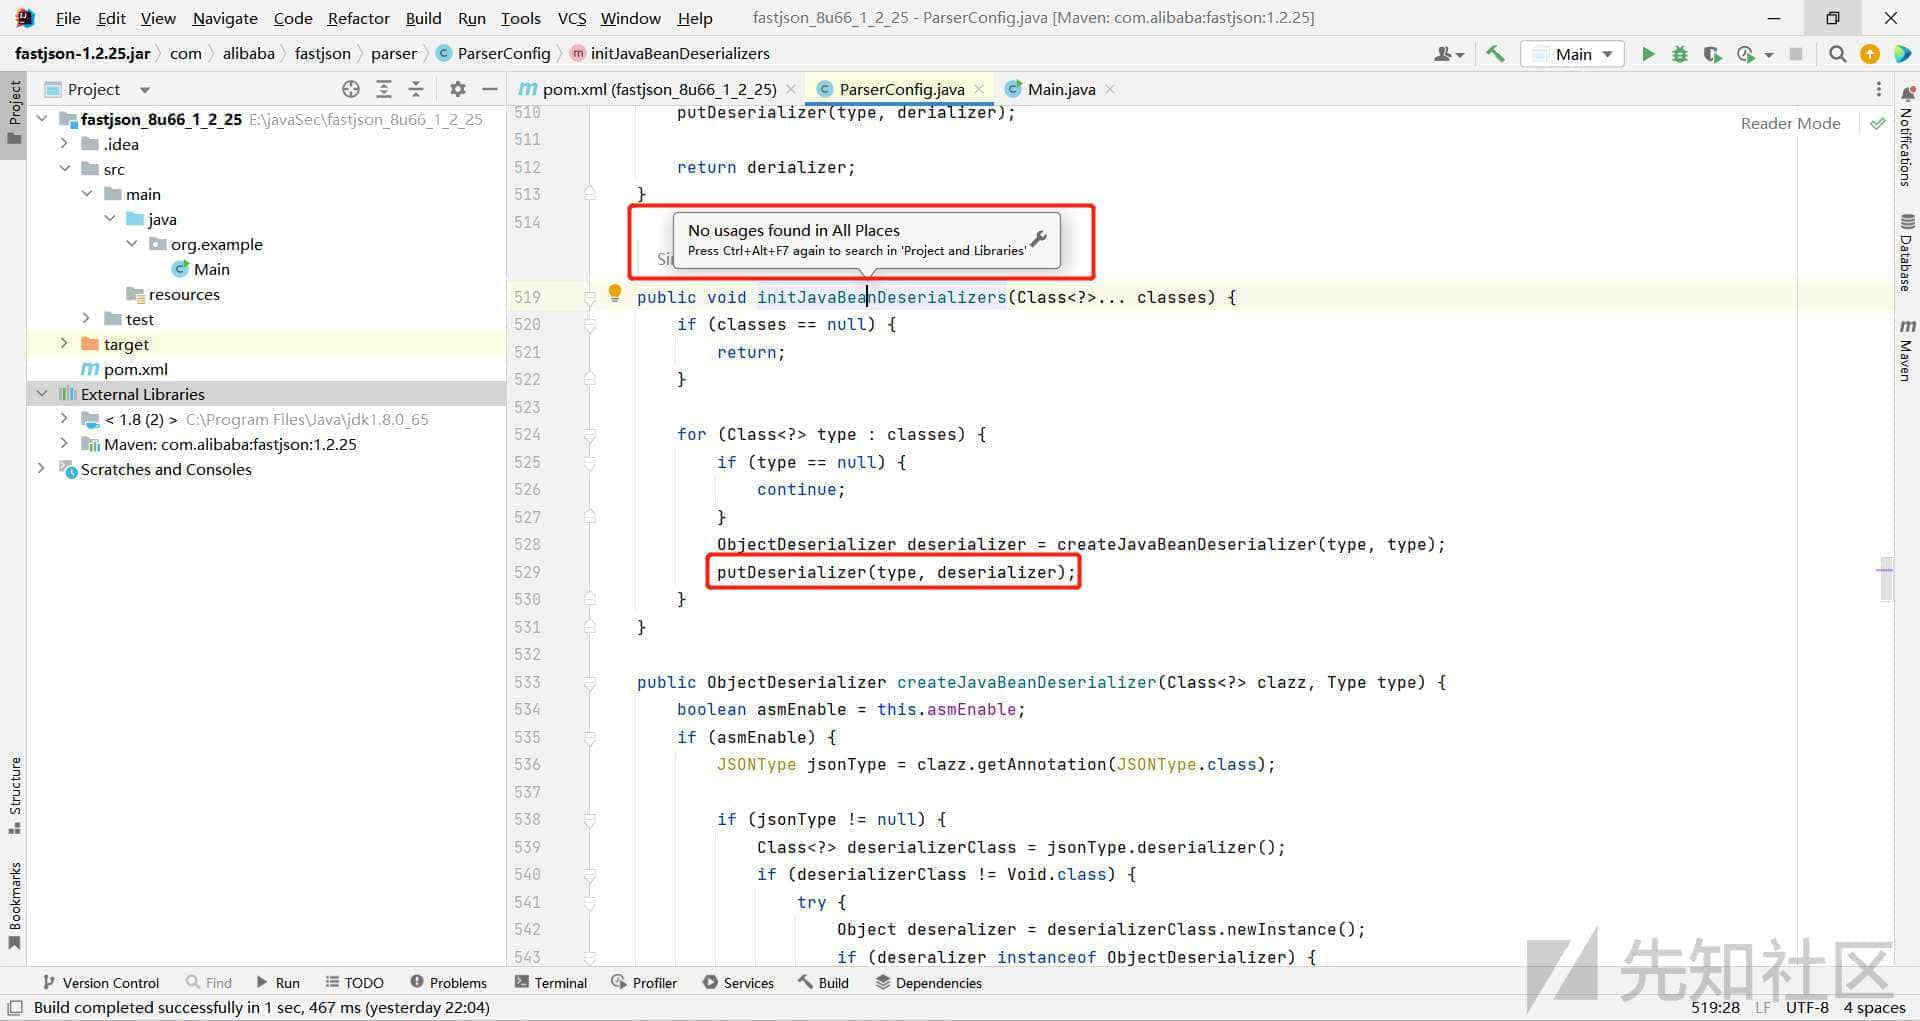 File Edit View Navigate Code Refactor Build Run Tools VCS Window Help fastjson_8u66_1_2_25 - ParserConfig.java [Maven: com.alibaba:fastjson:1.2.25]
fastjson-1.2.25.jar com alibaba fastjson parser ParserConfig initJavaBeanDeserializers Main
Project
pom.xml (fastjson_8u66_1_2_25) ParserConfig.java Main.java
Project
fastjson_8u66_1_2_25 E:\javaSec\fastjson_8u66_1_2_25
.idea
src
main
java
org.example
Main
resources
test
target
pom.xml
External Libraries
< 1.8 (2) > C:\Program Files\Java\jdk1.8.0_65
Maven: com.alibaba:fastjson:1.2.25
Scratches and Consoles
Structure
Bookmarks
Reader Mode
510 putDeserializer(type, derializer);
511
512 return derializer;
513 }
514
No usages found in All Places
Press Ctrl+Alt+F7 again to search in 'Project and Libraries'
519 public void initJavaBeanDeserializers(Class<?>... classes) {
520 if (classes == null) {
521 return;
522 }
523
524 for (Class<?> type : classes) {
525 if (type == null) {
526 continue;
527 }
528 ObjectDeserializer deserializer = createJavaBeanDeserializer(type, type);
529 putDeserializer(type, deserializer);
530 }
531 }
532
533 public ObjectDeserializer createJavaBeanDeserializer(Class<?> clazz, Type type) {
534 boolean asmEnable = this.asmEnable;
535 if (asmEnable) {
536 JSONType jsonType = clazz.getAnnotation(JSONType.class);
537
538 if (jsonType != null) {
539 Class<?> deserializerClass = jsonType.deserializer();
540 if (deserializerClass != Void.class) {
541 try {
542 Object deseralizer = deserializerClass.newInstance();
543 if (deseralizer instanceof ObjectDeserializer) {
Notifications
Database
Maven
Version Control Find Run TODO Problems Terminal Profiler Services Build Dependencies
先知社区
Build completed successfully in 1 sec, 467 ms (yesterday 22:04) 519:28 LF UTF-8 4 spaces